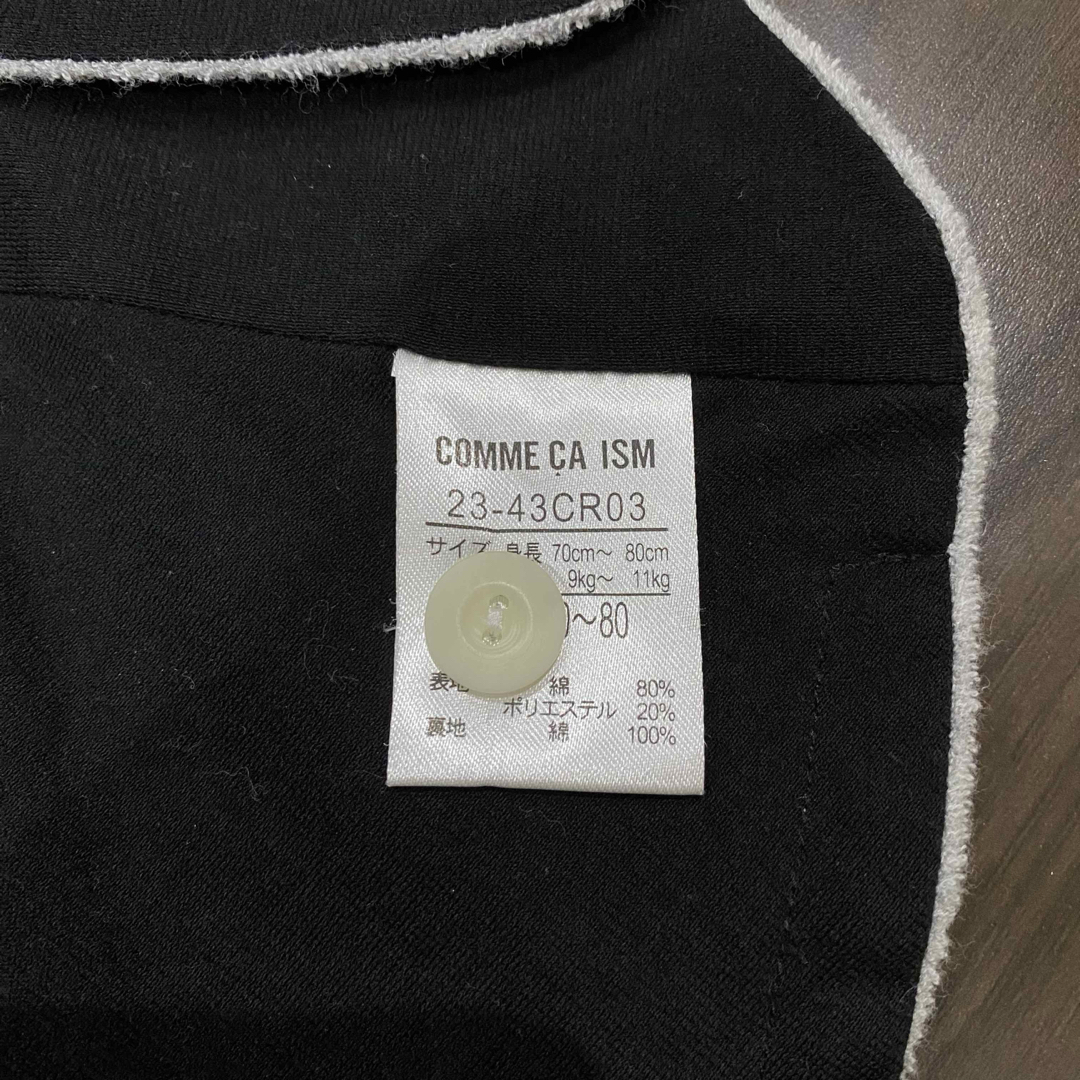 COMME ÇA ISM
23-43CR03
サイズ 身長 70cm～ 80cm
9kg～ 11kg
～80
表地 綿 80%
ポリエステル 20%
裏地 綿 100%